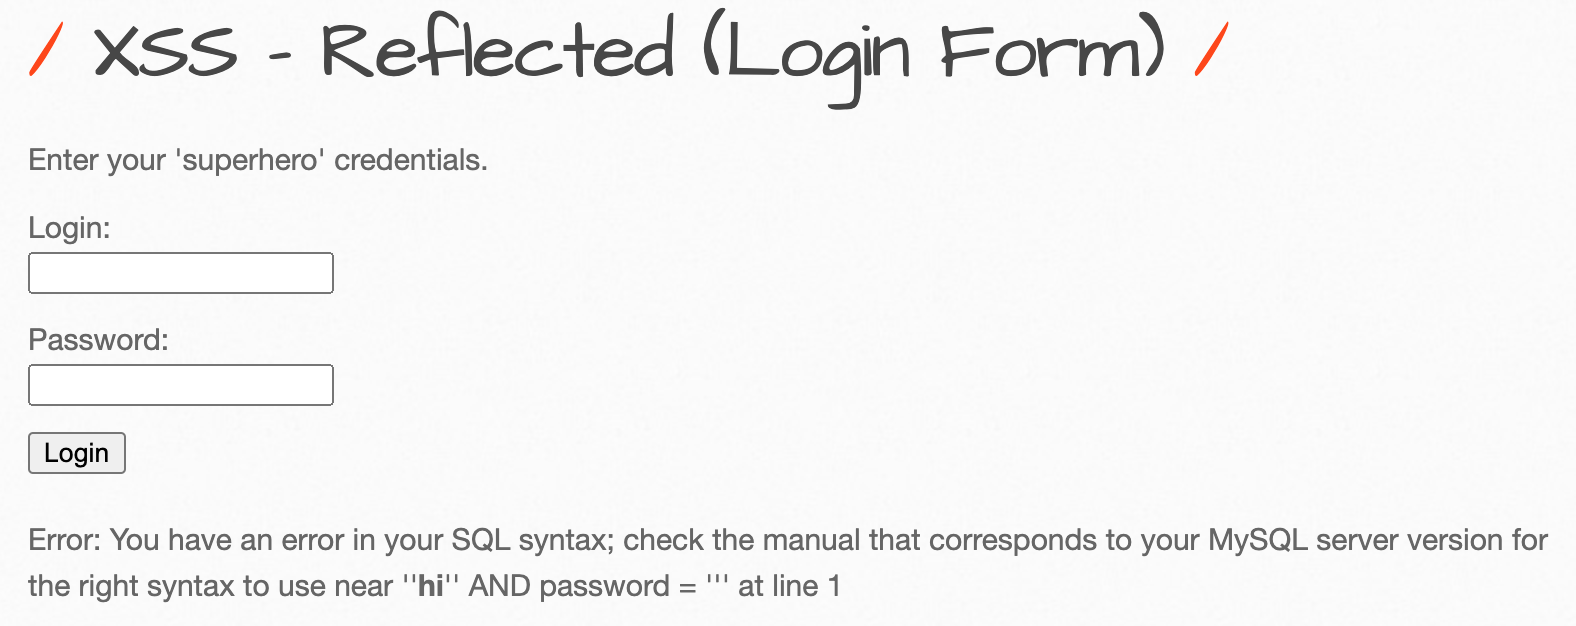 / XSS - Reflected (Login Form) /
Enter your 'superhero' credentials.
Login:
Password:
Login
Error: You have an error in your SQL syntax; check the manual that corresponds to your MySQL server version for
the right syntax to use near ''hi'' AND password = ''' at line 1